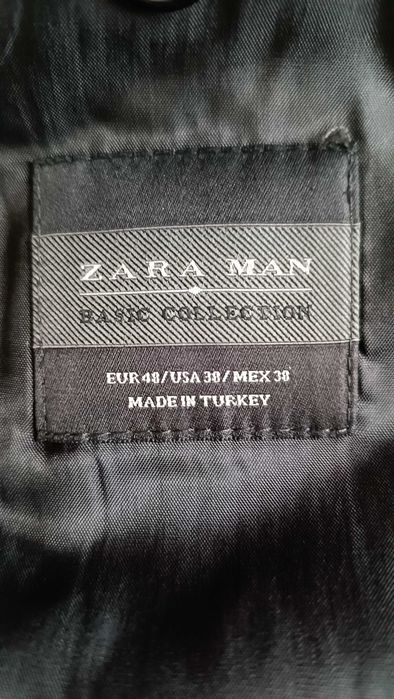 ZARA MAN
BASIC COLLECTION
EUR 48/USA 38/MEX 38
MADE IN TURKEY